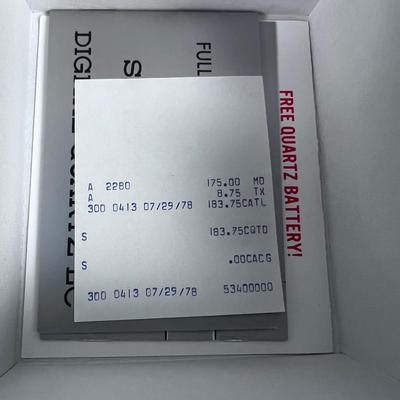 A 2280 175.00 MD
A 8.75 TX
300 0413 07/29/78 183.75CATL
S 183.75CQTD
S .00CACG
300 0413 07/29/78 53400000
FREE QUARTZ BATTERY!
FULL
S